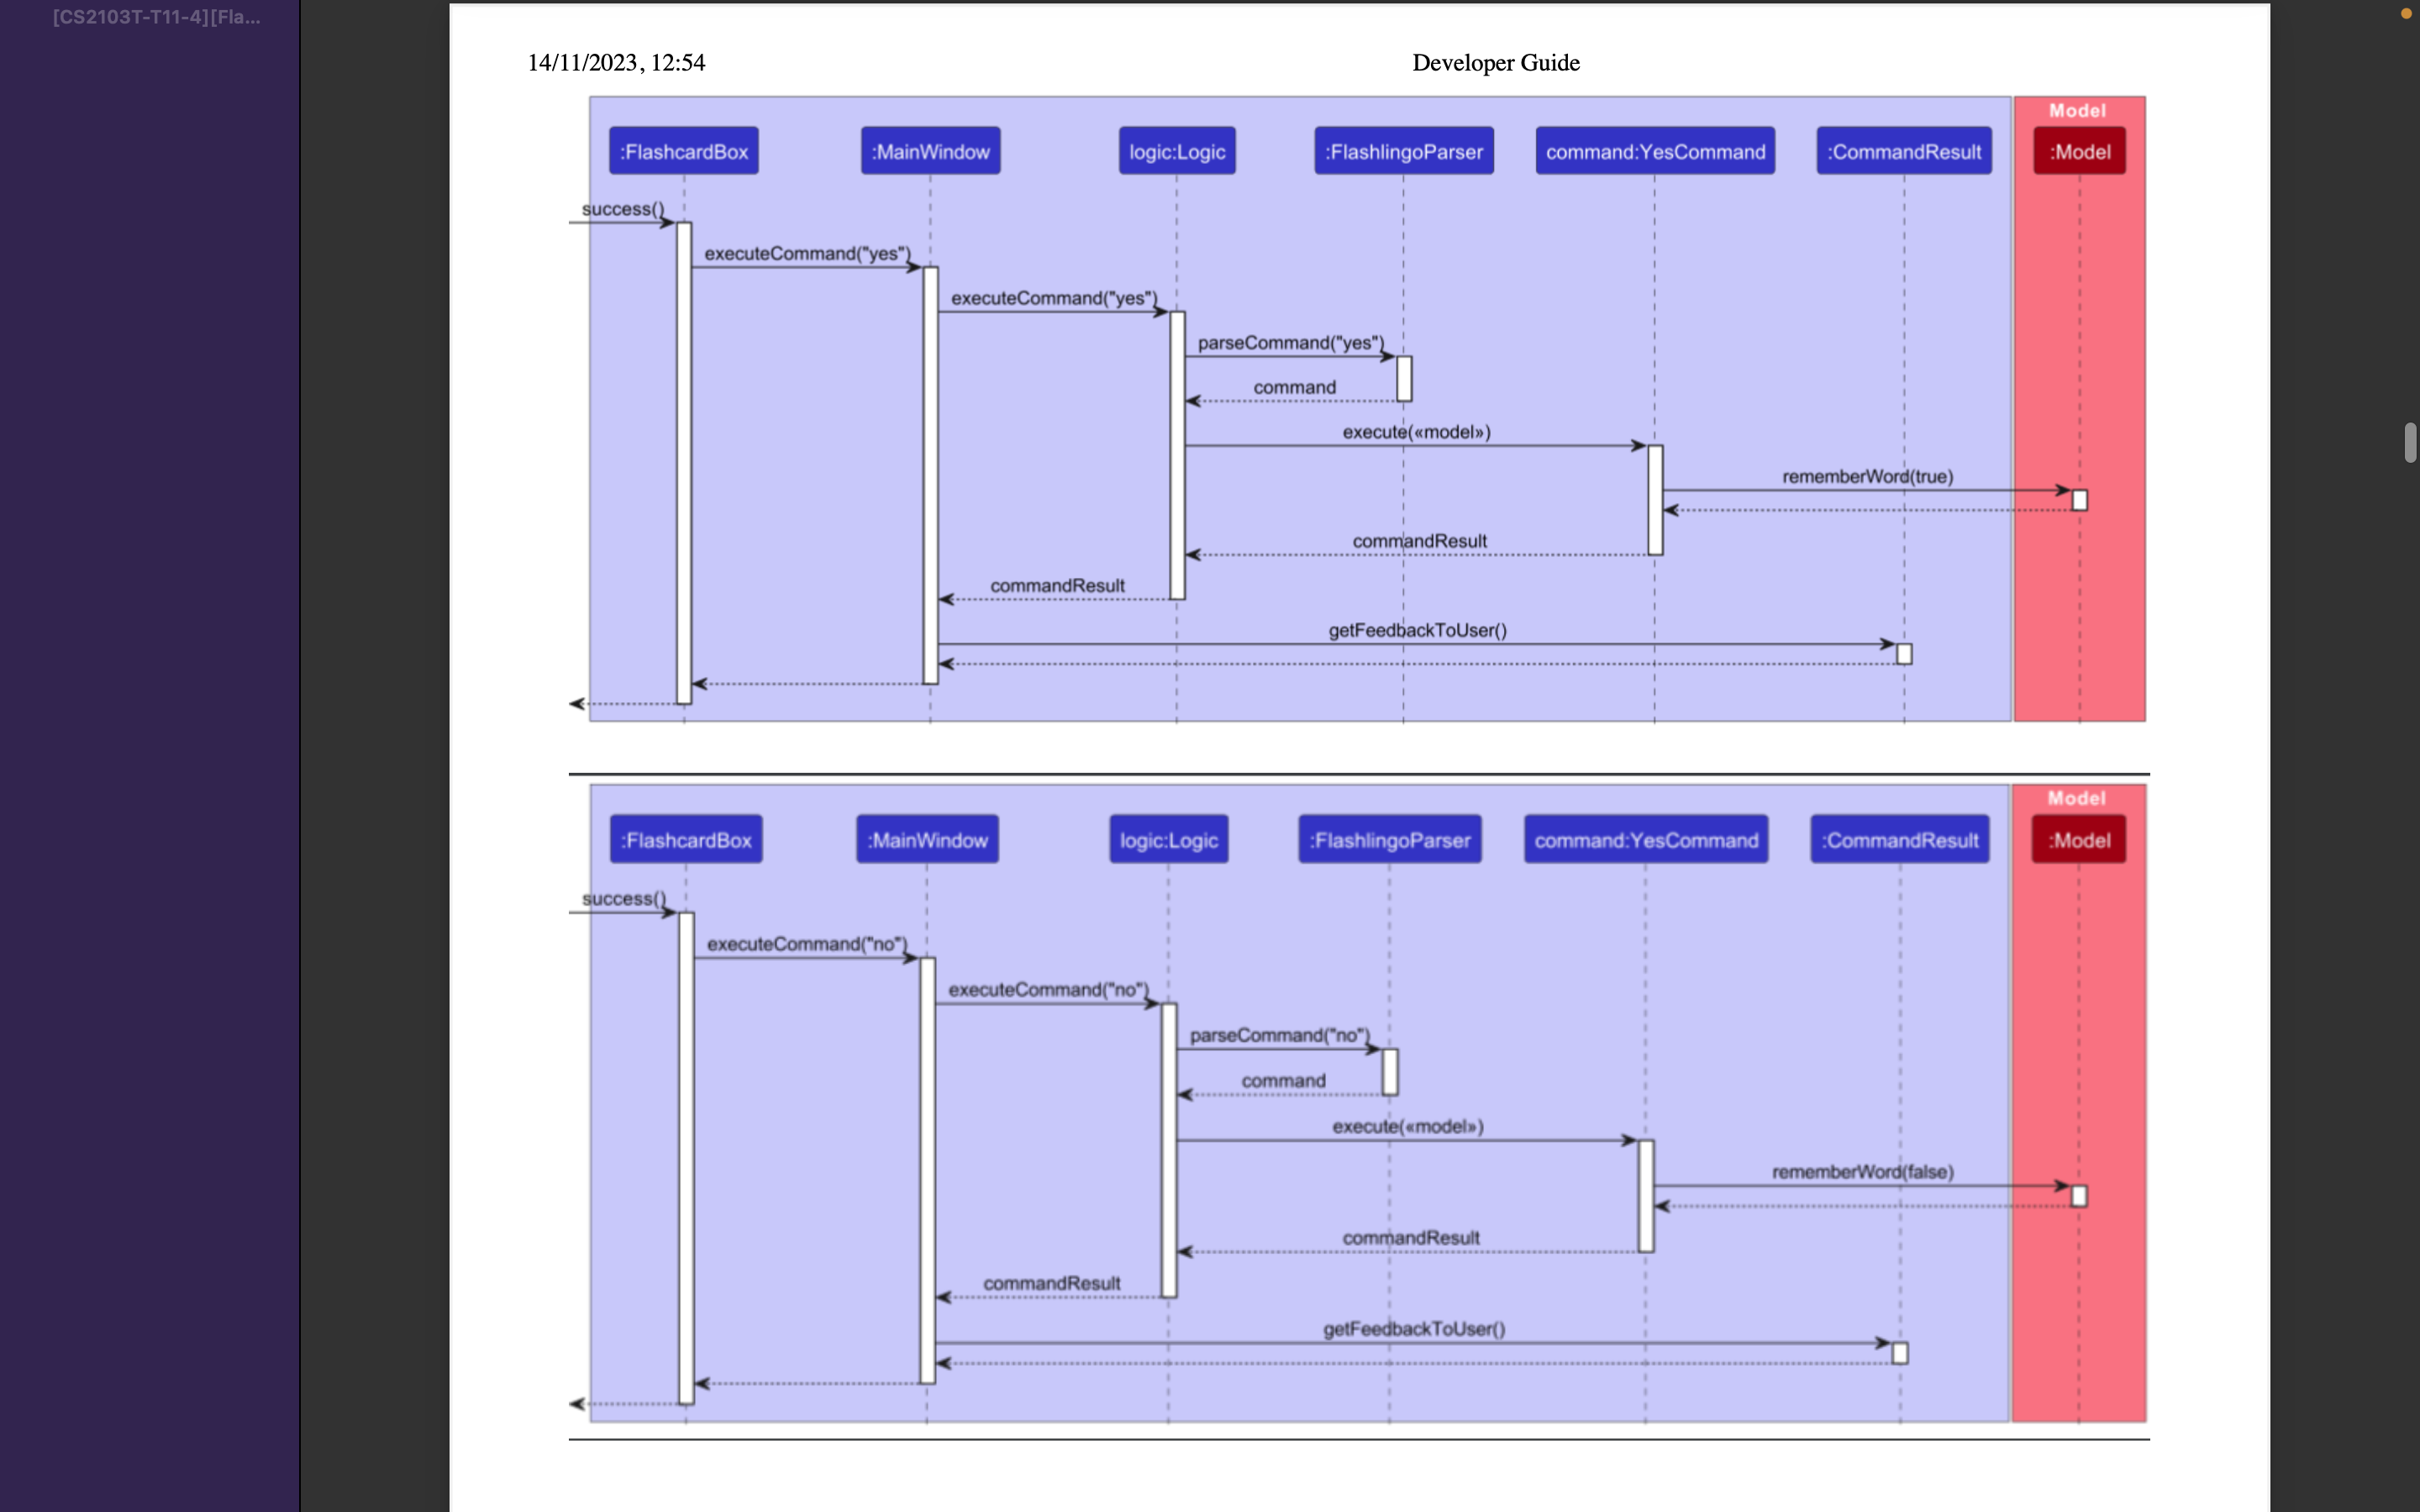 [CS2103T-T11-4][Fla...
14/11/2023, 12:54 Developer Guide
Model
:FlashcardBox :MainWindow logic:Logic :FlashlingoParser command:YesCommand :CommandResult :Model
success()
executeCommand("yes")
executeCommand("yes")
parseCommand("yes")
command
execute(«model»)
rememberWord(true)
commandResult
commandResult
getFeedbackToUser()
Model
:FlashcardBox :MainWindow logic:Logic :FlashlingoParser command:YesCommand :CommandResult :Model
success()
executeCommand("no")
executeCommand("no")
parseCommand("no")
command
execute(«model»)
rememberWord(false)
commandResult
commandResult
getFeedbackToUser()